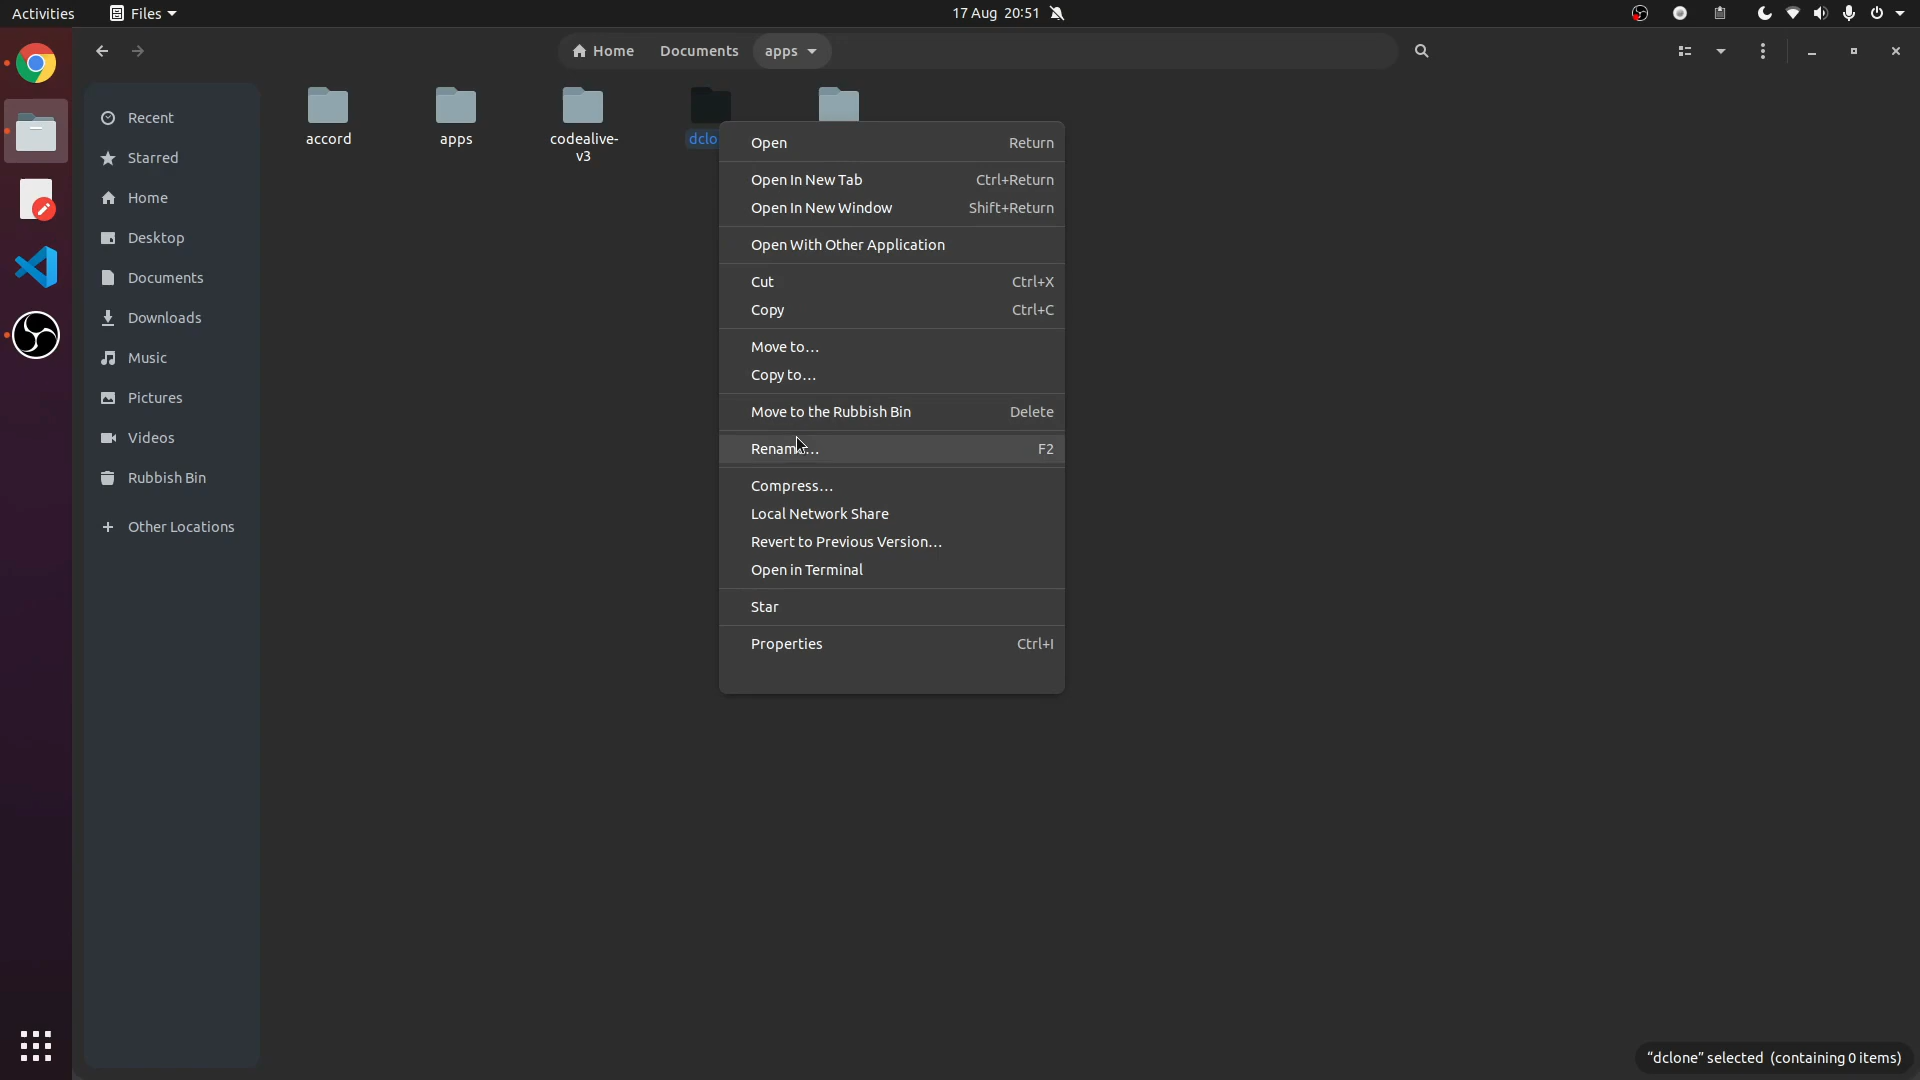 Activities Files 17 Aug 20:51
Home Documents apps
Recent
Starred
Home
Desktop
Documents
Downloads
Music
Pictures
Videos
Rubbish Bin
Other Locations
accord apps codealive-
v3
Open Return
Open In New Tab Ctrl+Return
Open In New Window Shift+Return
Open With Other Application
Cut Ctrl+X
Copy Ctrl+C
Move to...
Copy to...
Move to the Rubbish Bin Delete
Rename... F2
Compress...
Local Network Share
Revert to Previous Version...
Open in Terminal
Star
Properties Ctrl+I
"dclone" selected (containing 0 items)